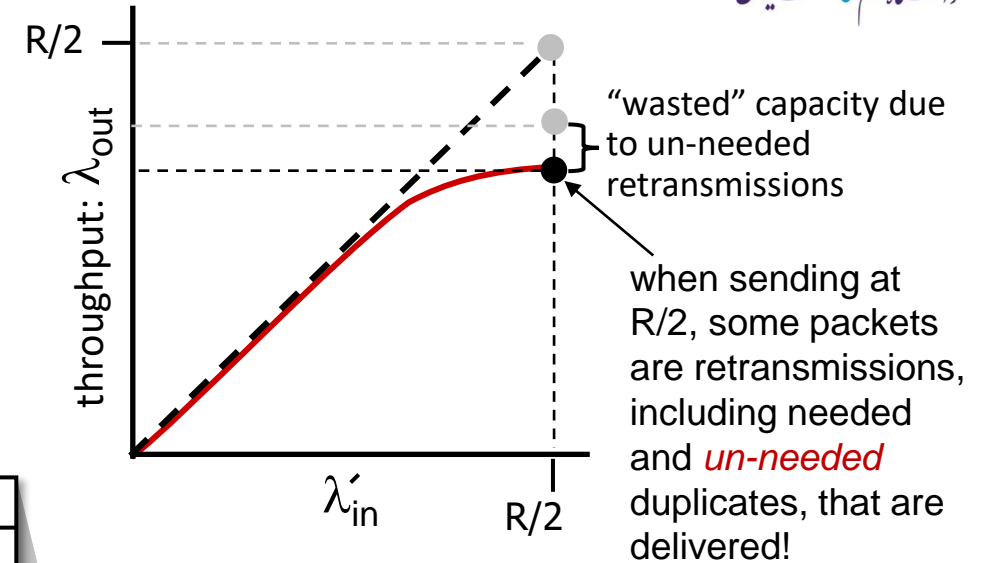 R/2
throughput: λout
λ′in
R/2
“wasted” capacity due
to un-needed
retransmissions
when sending at
R/2, some packets
are retransmissions,
including needed
and un-needed
duplicates, that are
delivered!